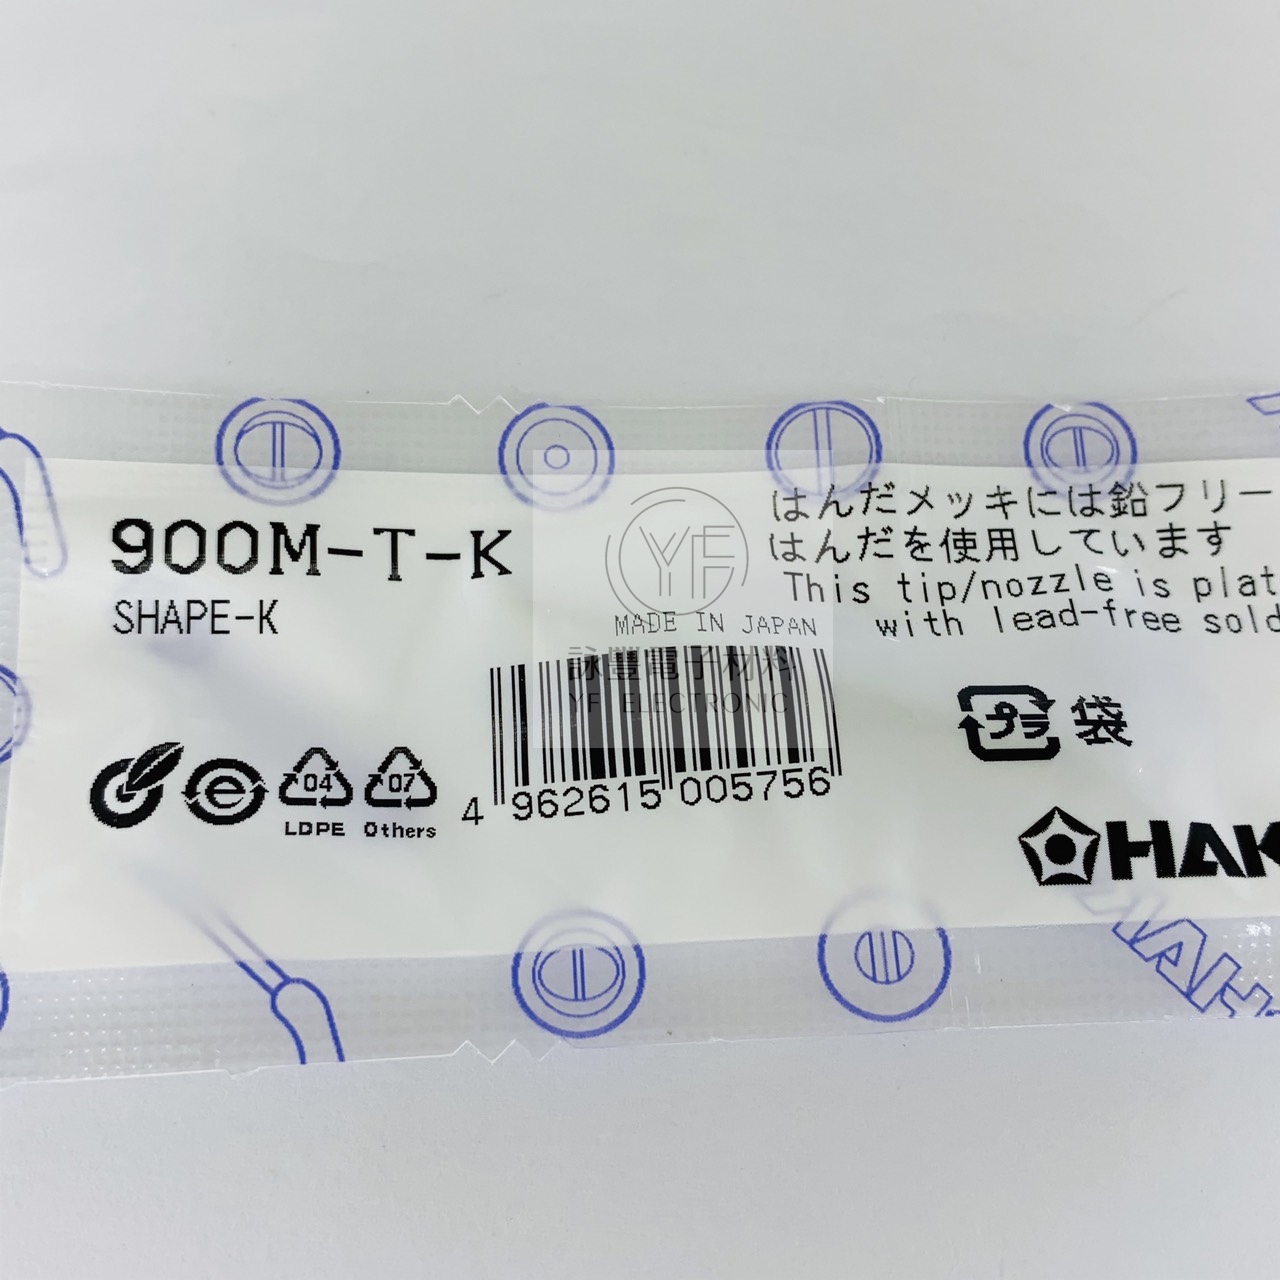 900M-T-K
SHAPE-K
はんだメッキには鉛フリー
はんだを使用しています
This tip/nozzle is plat
with lead-free sold
YF
MADE IN JAPAN
詠豐電子材料
YF ELECTRONIC
4 962615 005756
e
04
LDPE
07
Others
プラ 袋
HAK
HAK